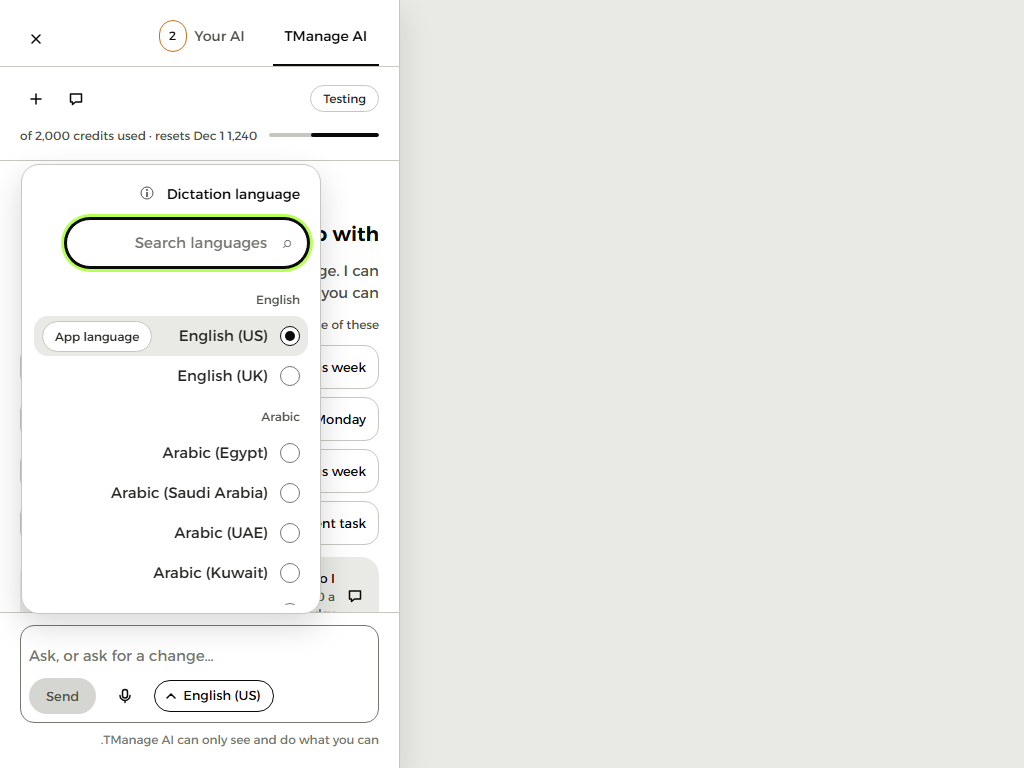 TManage AI
Your AI
2
Testing
of 2,000 credits used · resets Dec 1 1,240
Dictation language
Search languages
English
English (US)
App language
English (UK)
Arabic
Arabic (Egypt)
Arabic (Saudi Arabia)
Arabic (UAE)
Arabic (Kuwait)
with
I can
you can
of these
week
Monday
week
task
I
a
Ask, or ask for a change...
Send
English (US)
.TManage AI can only see and do what you can